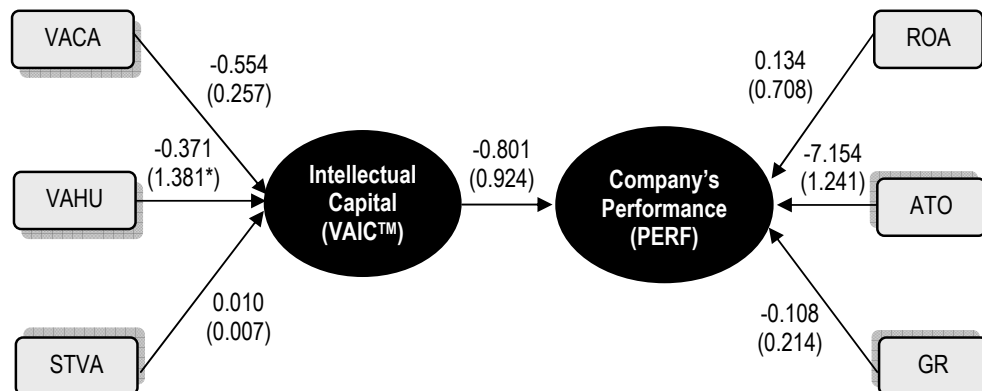 VACA
-0.554
(0.257)
VAHU
-0.371
(1.381*)
STVA
0.010
(0.007)
Intellectual
Capital
(VAIC™)
-0.801
(0.924)
Company's
Performance
(PERF)
ROA
0.134
(0.708)
ATO
-7.154
(1.241)
GR
-0.108
(0.214)